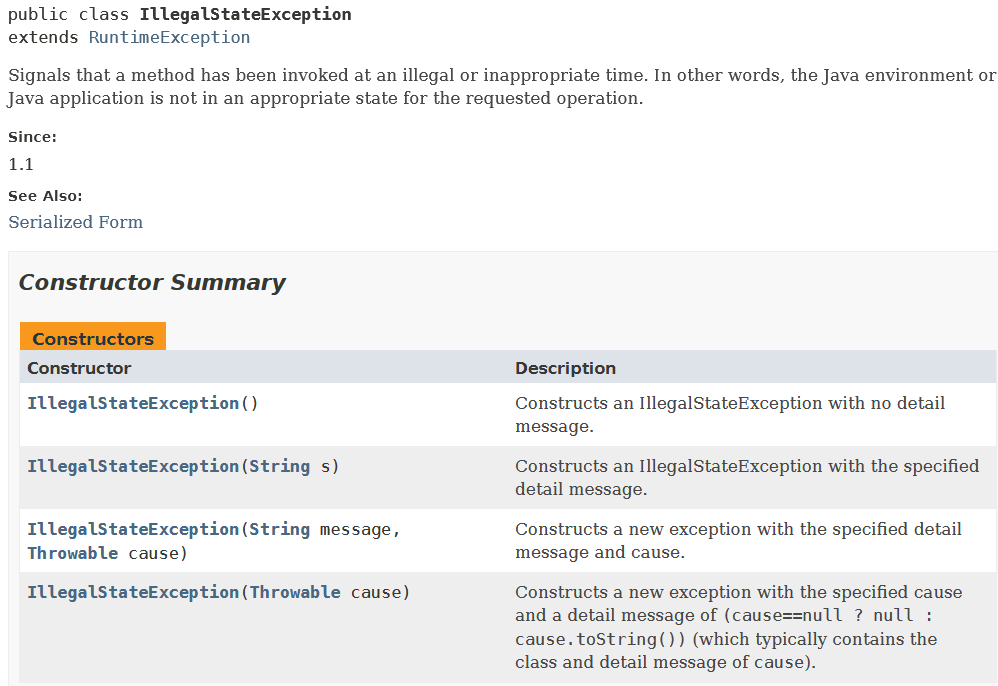 public class IllegalStateException
extends RuntimeException
Signals that a method has been invoked at an illegal or inappropriate time. In other words, the Java environment or
Java application is not in an appropriate state for the requested operation.
Since:
1.1
See Also:
Serialized Form
Constructor Summary
Constructors
Constructor Description
IllegalStateException() Constructs an IllegalStateException with no detail
message.
IllegalStateException(String s) Constructs an IllegalStateException with the specified
detail message.
IllegalStateException(String message, Constructs a new exception with the specified detail
Throwable cause) message and cause.
IllegalStateException(Throwable cause) Constructs a new exception with the specified cause
and a detail message of (cause==null ? null :
cause.toString()) (which typically contains the
class and detail message of cause).